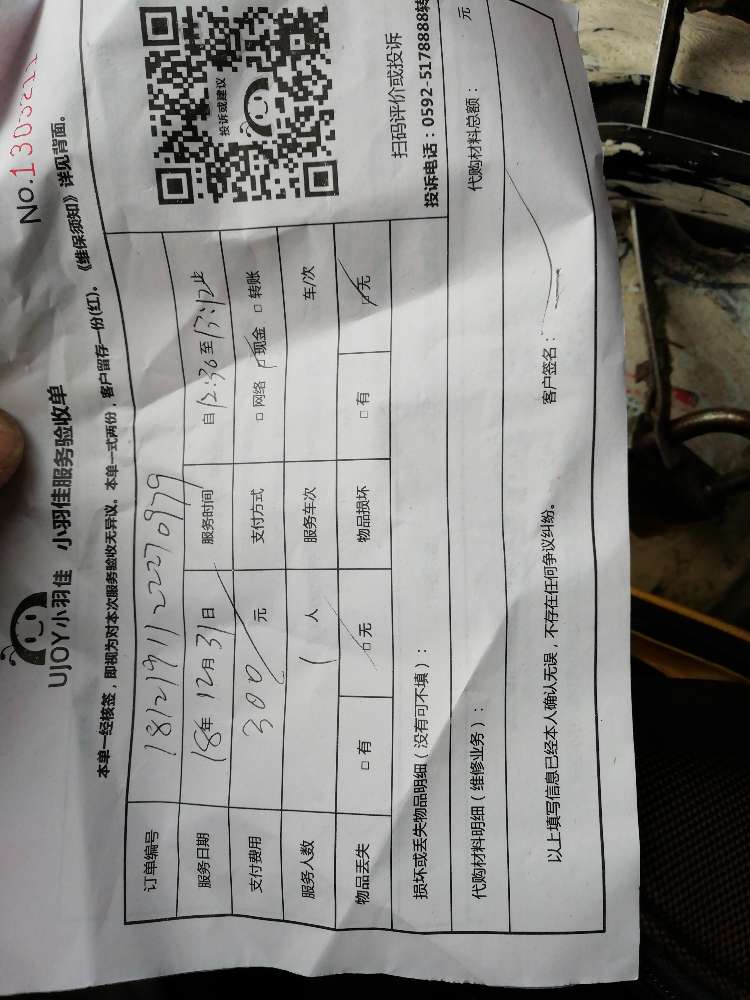 UJOY小羽佳 小羽佳服务验收单
本单一经核签，即视为对本次服务验收无异议。本单一式两份，客户留存一份(红)。《维保须知》详见背面。
订单编号 1812191122270979
服务日期 18年12月31日 服务时间 自12:30至17:12止
支付费用 300元 支付方式 □网络 □现金 □转账
服务人数 1人 服务车次 车/次
物品丢失 □有 □无 物品损坏 □有 □无
损坏或丢失物品明细（没有可不填）：
代购材料明细（维修业务）： 代购材料总额： 元
以上填写信息已经本人确认无误，不存在任何争议纠纷。 客户签名：
投诉或建议
扫码评价或投诉
投诉电话：0592-5178888转